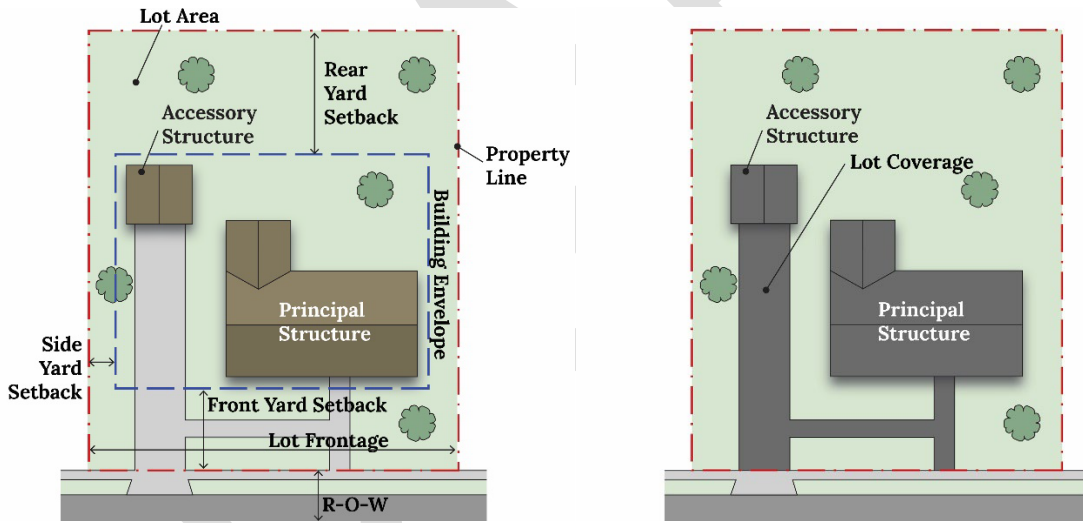 Lot Area
Rear
Yard
Setback
Accessory
Structure
Property
Line
Building Envelope
Principal
Structure
Side
Yard
Setback
Front Yard Setback
Lot Frontage
R-O-W
Accessory
Structure
Lot Coverage
Principal
Structure